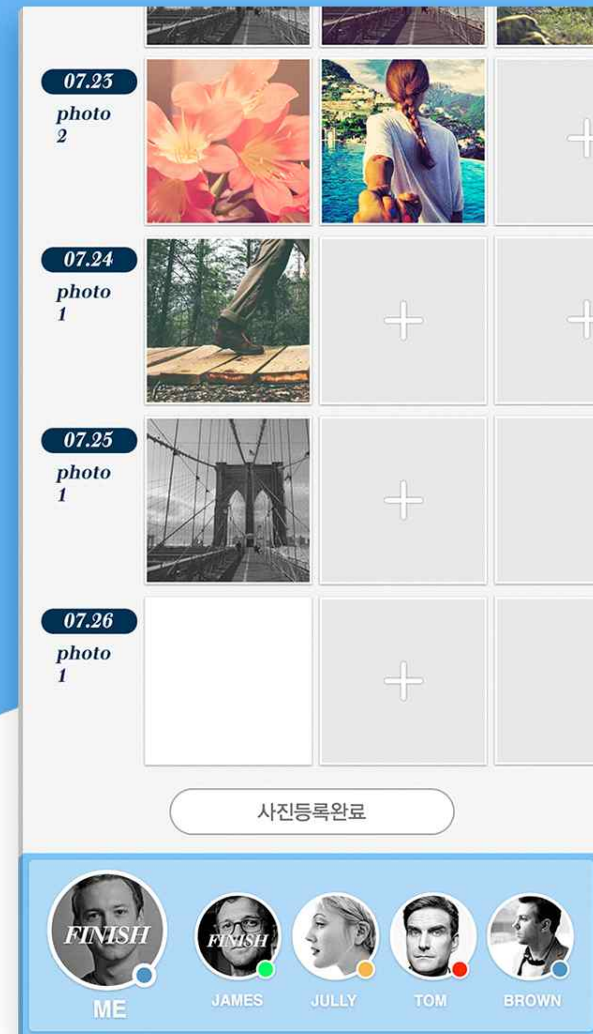 07.23
photo
2
07.24
photo
1
07.25
photo
1
07.26
photo
1
사진등록완료
FINISH
FINISH
ME
JAMES
JULLY
TOM
BROWN